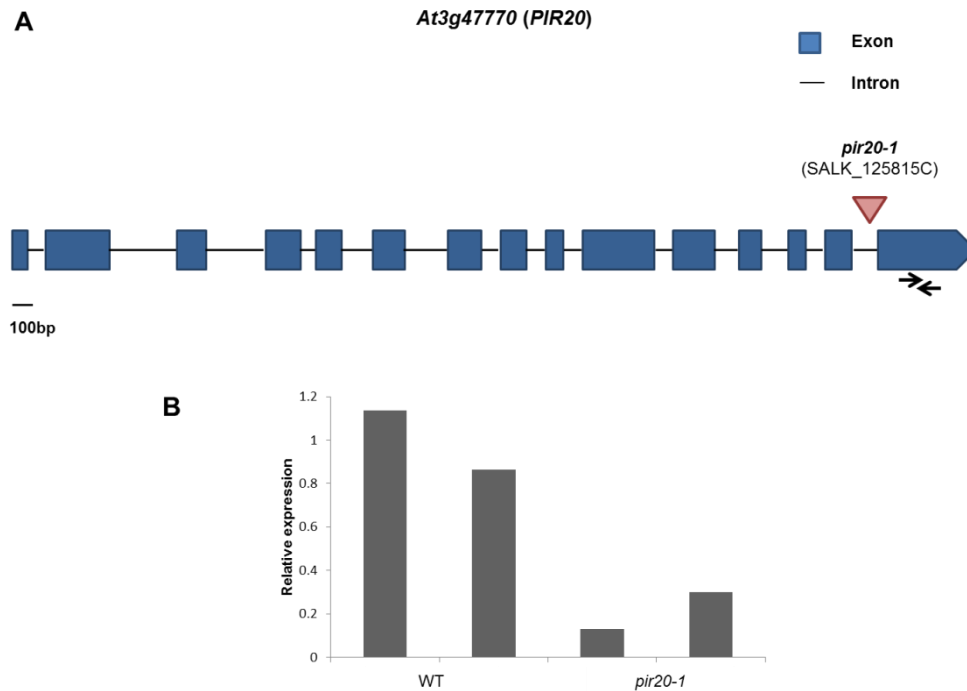 A
At3g47770 (PIR20)
Exon
Intron
pir20-1
(SALK_125815C)
100bp
B
Relative expression
1.2
1
0.8
0.6
0.4
0.2
0
WT
pir20-1